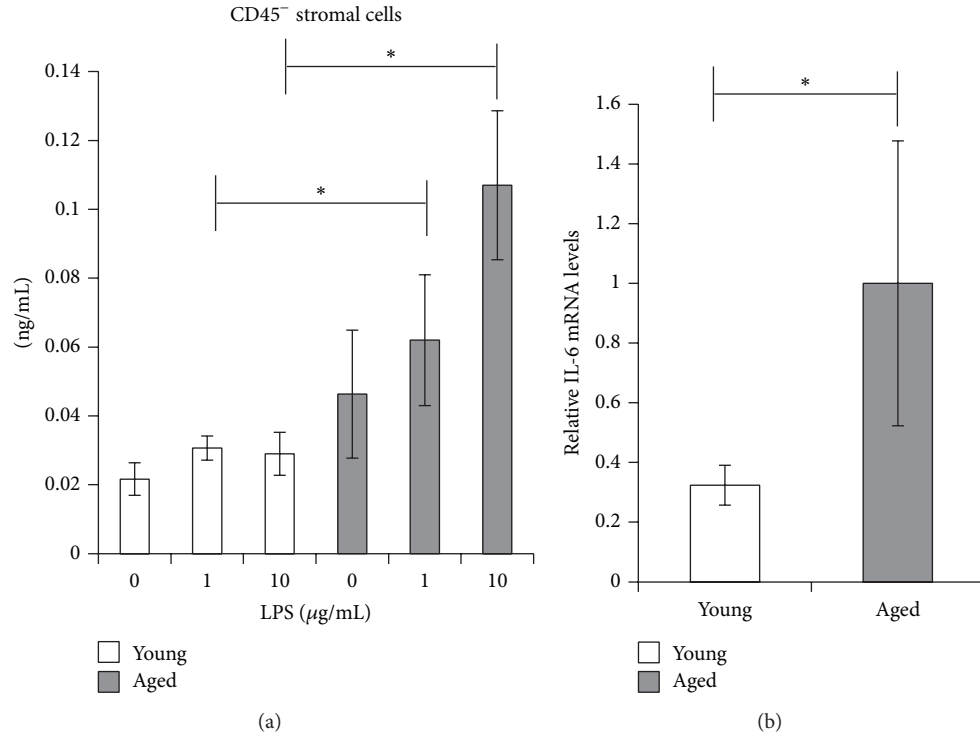 CD45⁻ stromal cells
*
*
0.14
0.12
0.1
0.08
0.06
0.04
0.02
0
(ng/mL)
0 1 10 0 1 10
LPS (μg/mL)
Young
Aged
(a)
*
1.6
1.4
1.2
1
0.8
0.6
0.4
0.2
0
Relative IL-6 mRNA levels
Young Aged
Young
Aged
(b)